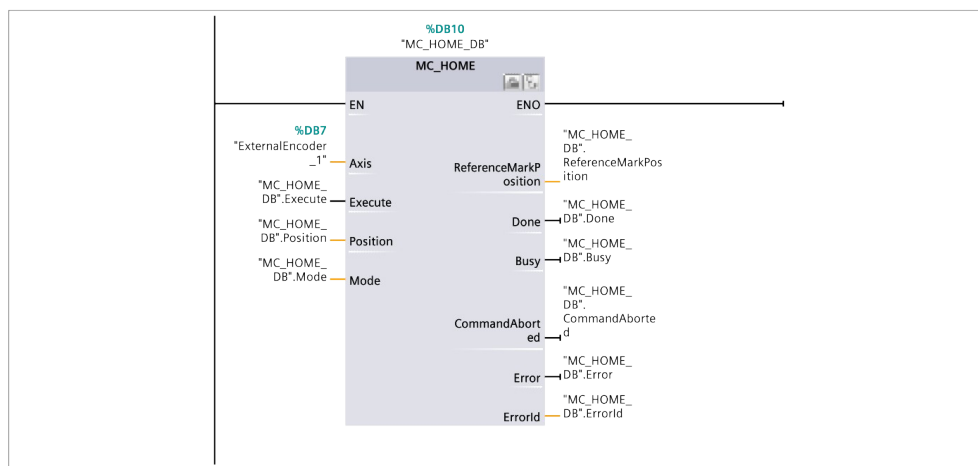 %DB10
"MC_HOME_DB"
MC_HOME
EN
ENO
%DB7
"ExternalEncoder
_1"
Axis
"MC_HOME_
DB".Execute
Execute
"MC_HOME_
DB".Position
Position
"MC_HOME_
DB".Mode
Mode
ReferenceMarkP
osition
"MC_HOME_
DB".
ReferenceMarkPos
ition
Done
"MC_HOME_
DB".Done
Busy
"MC_HOME_
DB".Busy
CommandAbort
ed
"MC_HOME_
DB".
CommandAborte
d
Error
"MC_HOME_
DB".Error
ErrorId
"MC_HOME_
DB".ErrorId